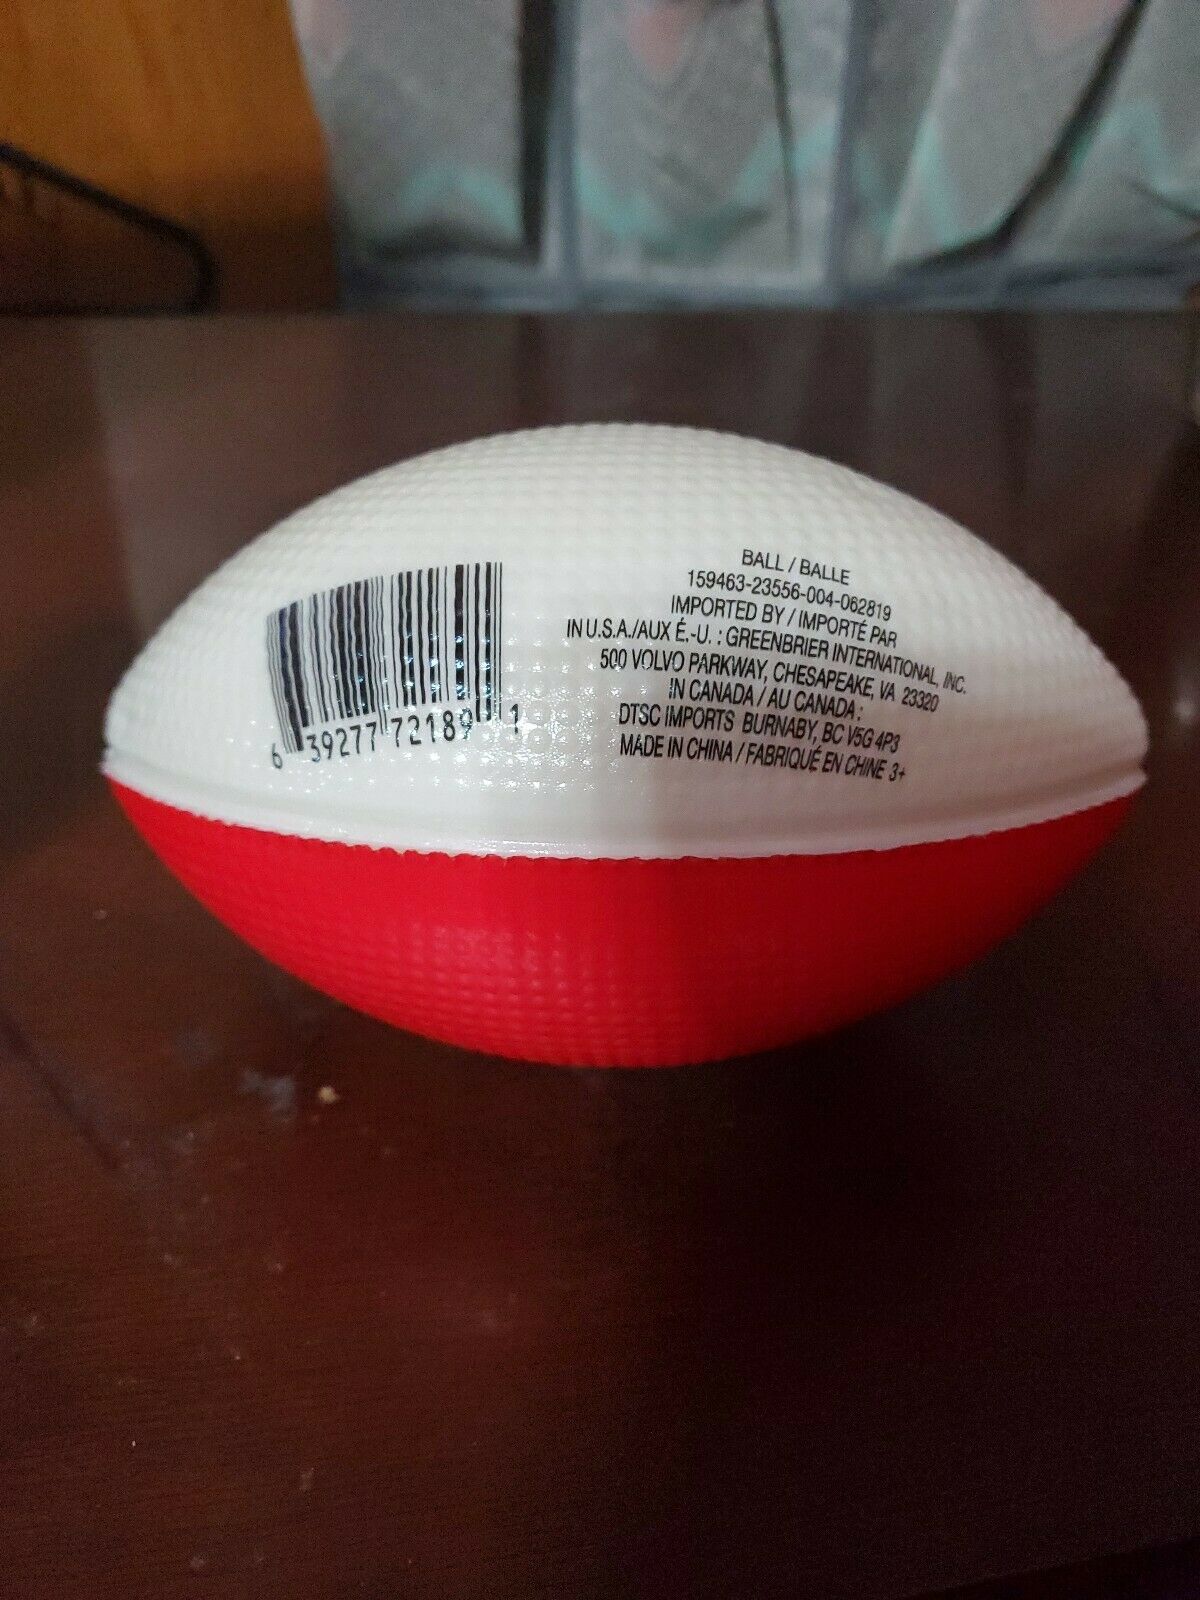 6 39277 72189 1
BALL / BALLE
159463-23556-004-062819
IMPORTED BY / IMPORTÉ PAR
IN U.S.A./AUX É.-U. : GREENBRIER INTERNATIONAL, INC.
500 VOLVO PARKWAY, CHESAPEAKE, VA 23320
IN CANADA / AU CANADA :
DTSC IMPORTS BURNABY, BC V5G 4P3
MADE IN CHINA / FABRIQUÉ EN CHINE 3+